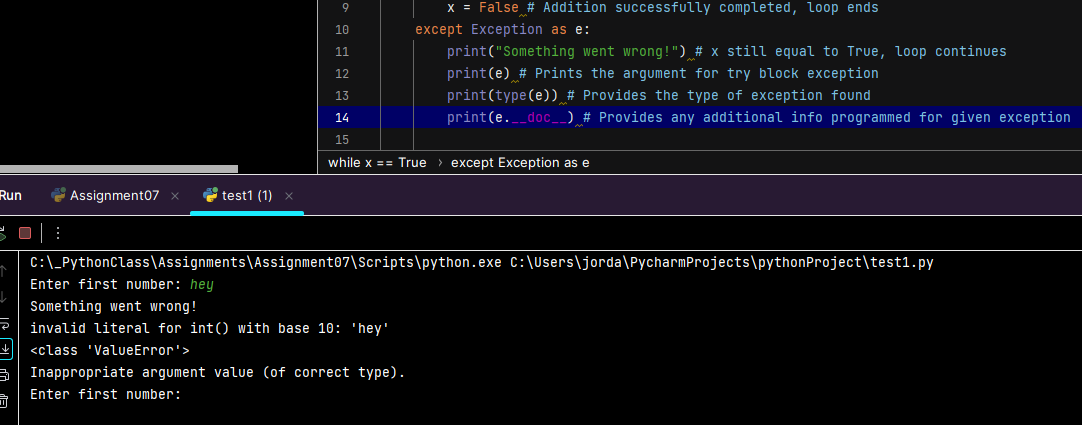 9 x = False # Addition successfully completed, loop ends
10 except Exception as e:
11 print("Something went wrong!") # x still equal to True, loop continues
12 print(e) # Prints the argument for try block exception
13 print(type(e)) # Provides the type of exception found
14 print(e.__doc__) # Provides any additional info programmed for given exception
15
while x == True › except Exception as e
Run Assignment07 × test1 (1) ×
C:\_PythonClass\Assignments\Assignment07\Scripts\python.exe C:\Users\jorda\PycharmProjects\pythonProject\test1.py
Enter first number: hey
Something went wrong!
invalid literal for int() with base 10: 'hey'
<class 'ValueError'>
Inappropriate argument value (of correct type).
Enter first number: